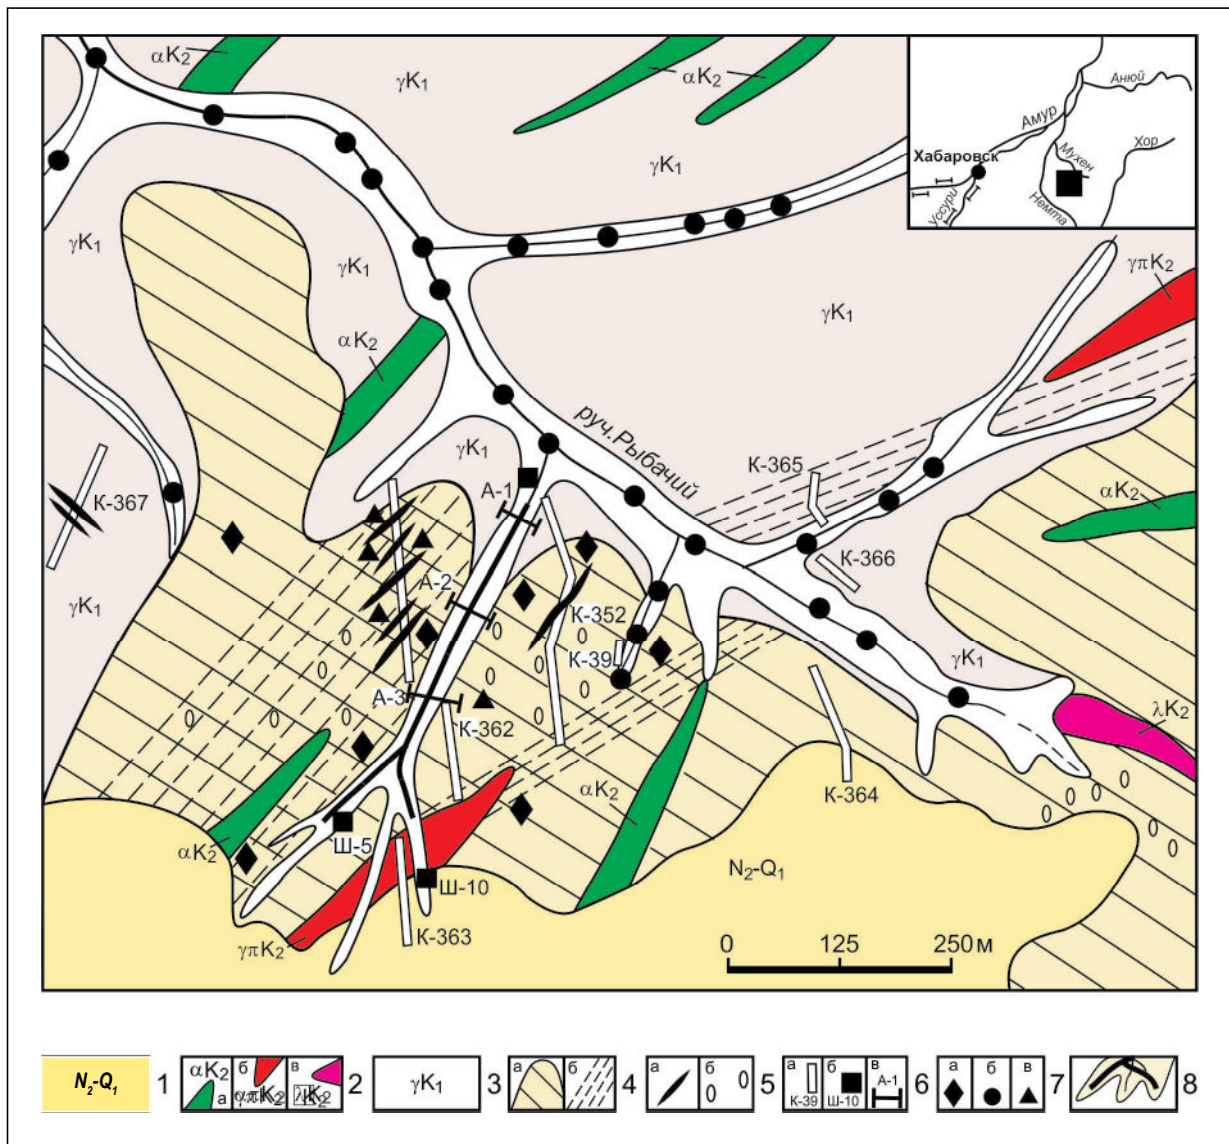 αK2
γK1
αK2
Анюй
Амур
Хор
Хабаровск
Мухен
Уссури
Немта
γK1
γK1
γK1
γπK2
γK1
αK2
руч.Рыбачий
γK1
К-365
А-1
К-367
αK2
К-366
А-2
γK1
К-352
К-39
γK1
А-3
λK2
К-362
αK2
К-364
Ш-5
αK2
N2-Q1
Ш-10
К-363
γπK2
0 125 250 м
N2-Q1 1
αK2 а б απK2 в λK2 2
γK1 3
а б 4
а б 5
а К-39 б Ш-10 в А-1 6
а б в 7
8